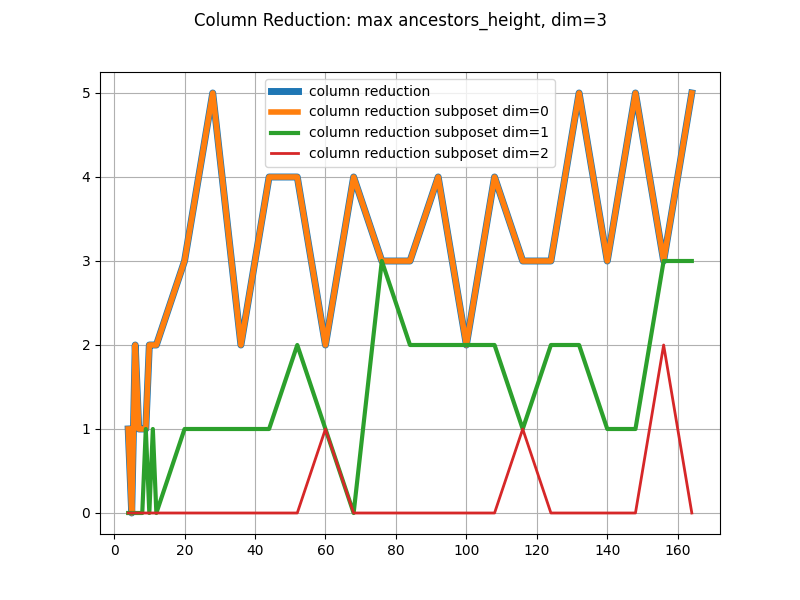 Column Reduction: max ancestors_height, dim=3
column reduction
column reduction subposet dim=0
column reduction subposet dim=1
column reduction subposet dim=2
5
4
3
2
1
0
0 20 40 60 80 100 120 140 160